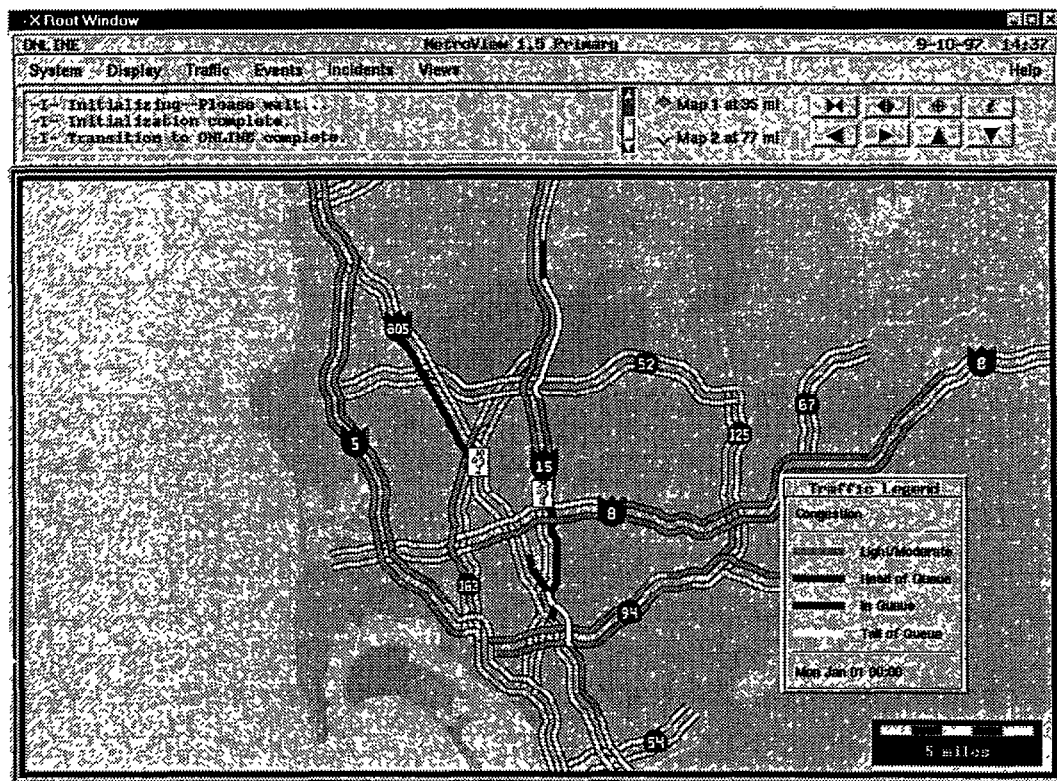 X Root Window
ONLINE MetroView 1.5 Primary 9-10-97 14:37
System Display Traffic Events Incidents Views Help
-I- Initializing--Please wait...
-I- Initialization complete.
-I- Transition to ONLINE complete.
Map 1 at 35 mi
Map 2 at 77 mi
805
52
8
67
5
125
15
8
163
94
54
Traffic Legend
Congestion
Light/Moderate
Head of Queue
In Queue
Tail of Queue
Mon Jan 01 00:00
5 miles